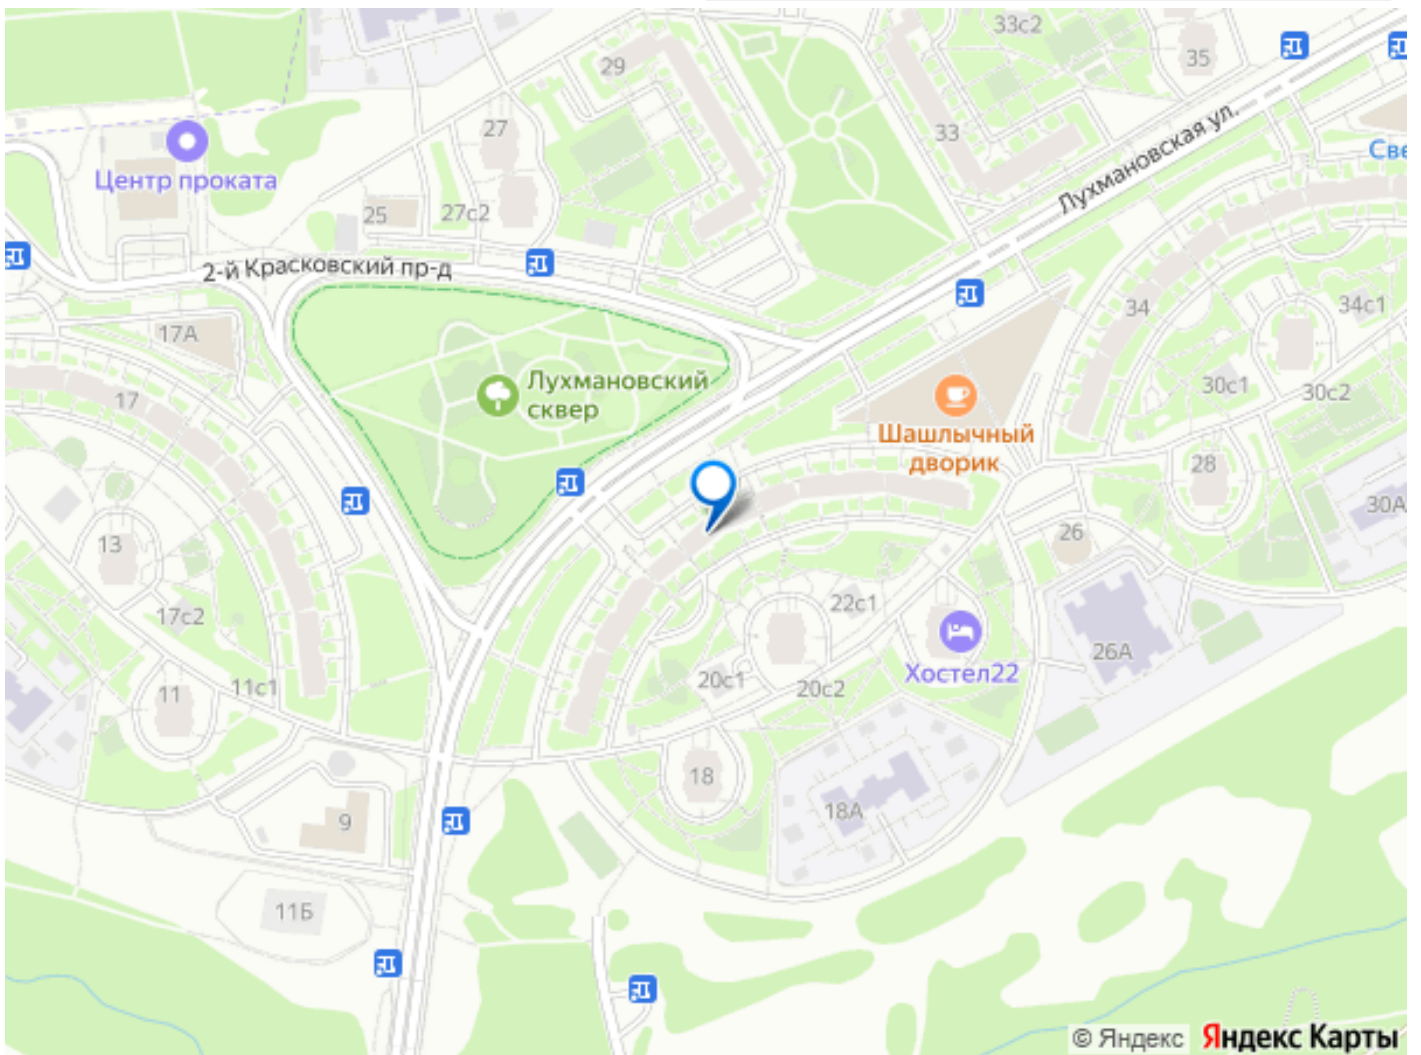 33с2
35
29
27
33
Лухмановская ул.
Све
Центр проката
25
27с2
2-й Красковский пр-д
34
34с1
17А
Лухмановский
сквер
30с1
30с2
17
Шашлычный
дворик
28
30А
13
26
22с1
17с2
26А
11
11с1
20с1
20с2
Хостел22
18
18А
9
11Б
© Яндекс Яндекс Карты